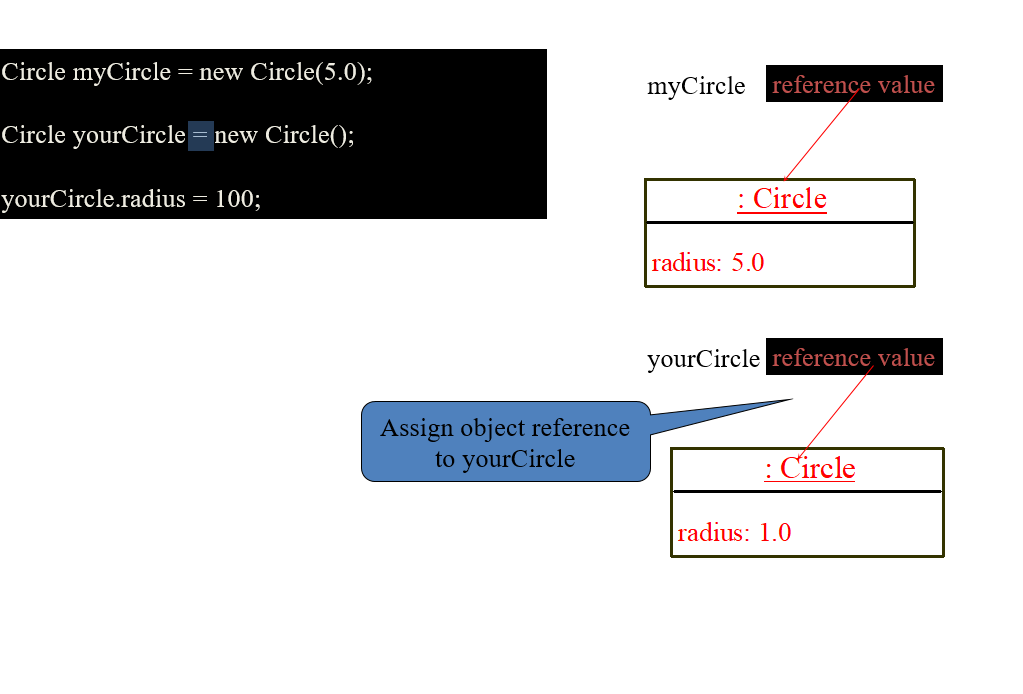 Circle myCircle = new Circle(5.0);
Circle yourCircle = new Circle();
yourCircle.radius = 100;
myCircle reference value
: Circle
radius: 5.0
yourCircle reference value
Assign object reference
to yourCircle
: Circle
radius: 1.0